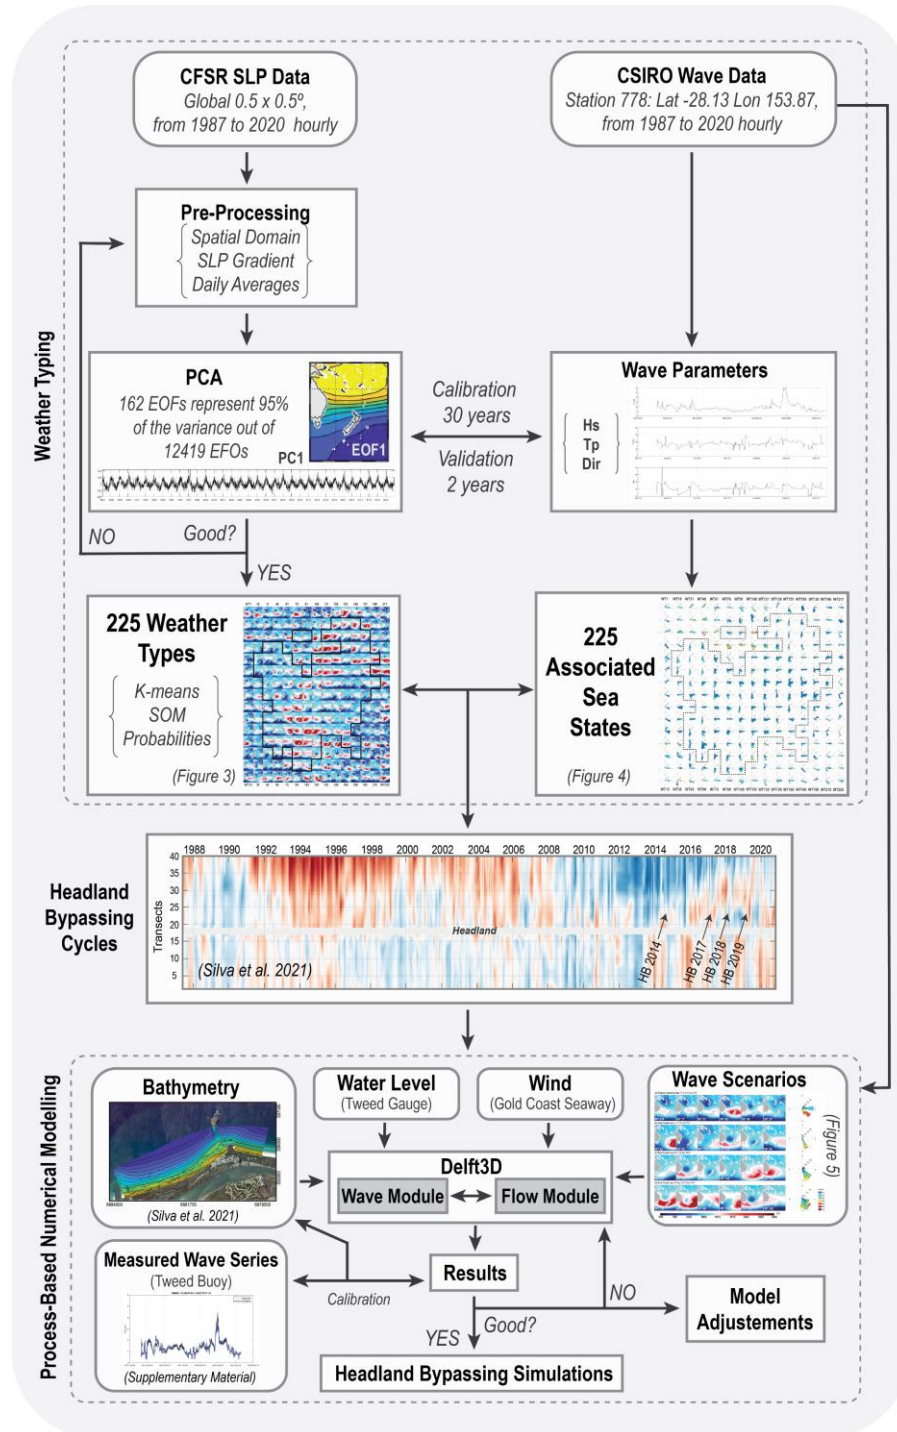 CFSR SLP Data
Global 0.5 x 0.5º,
from 1987 to 2020 hourly
CSIRO Wave Data
Station 778: Lat -28.13 Lon 153.87,
from 1987 to 2020 hourly
Pre-Processing
Spatial Domain
SLP Gradient
Daily Averages
Weather Typing
PCA
162 EOFs represent 95%
of the variance out of
12419 EFOs
EOF1
PC1
Calibration
30 years
Validation
2 years
Wave Parameters
Hs
Tp
Dir
NO
Good?
YES
225 Weather
Types
K-means
SOM
Probabilities
(Figure 3)
225
Associated
Sea
States
(Figure 4)
Headland
Bypassing
Cycles
1988 1990 1992 1994 1996 2000 2002 2004 2006 2008 2010 2012 2014 2016 2018 2020
Transects
40
35
30
25
20
15
10
5
Headland
(Silva et al. 2021)
HB 2014
HB 2017
HB 2018
HB 2019
Process-Based Numerical Modelling
Bathymetry
(Silva et al. 2021)
Water Level
(Tweed Gauge)
Wind
(Gold Coast Seaway)
Wave Scenarios
(Figure 5)
Delft3D
Wave Module
Flow Module
Measured Wave Series
(Tweed Buoy)
(Supplementary Material)
Calibration
Results
NO
Good?
YES
Model
Adjustements
Headland Bypassing Simulations